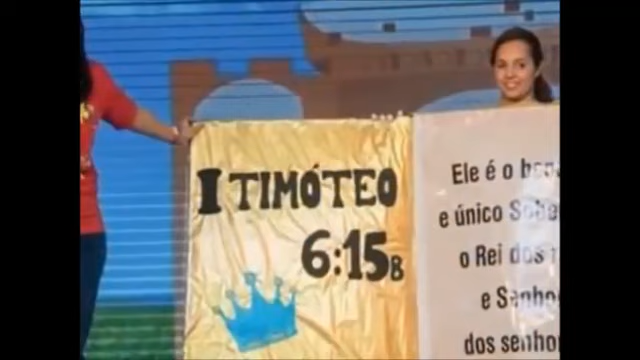 I TIMÓTEO
6:15B
Ele é o
e único
o Rei dos
e
dos